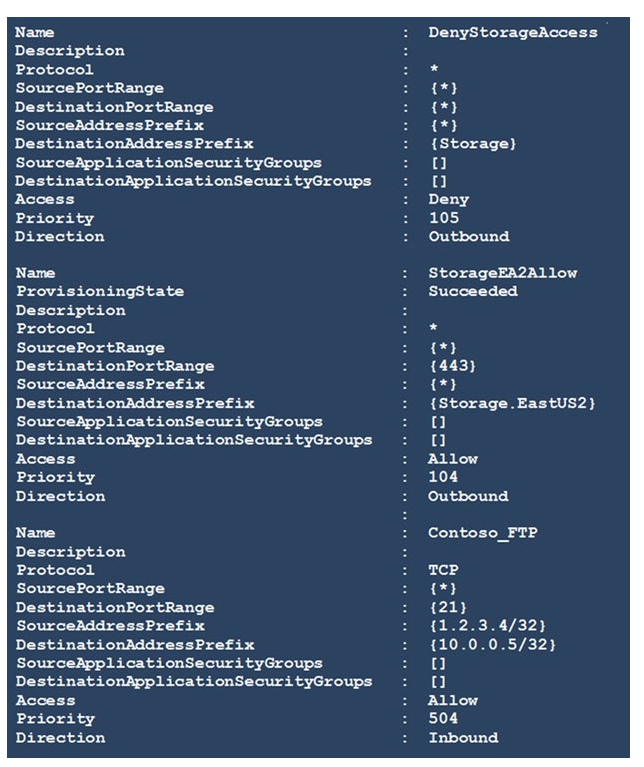 Name : DenyStorageAccess
Description :
Protocol : *
SourcePortRange : {*}
DestinationPortRange : {*}
SourceAddressPrefix : {*}
DestinationAddressPrefix : {Storage}
SourceApplicationSecurityGroups : []
DestinationApplicationSecurityGroups : []
Access : Deny
Priority : 105
Direction : Outbound
Name : StorageEA2Allow
ProvisioningState : Succeeded
Description :
Protocol : *
SourcePortRange : {*}
DestinationPortRange : {443}
SourceAddressPrefix : {*}
DestinationAddressPrefix : {Storage.EastUS2}
SourceApplicationSecurityGroups : []
DestinationApplicationSecurityGroups : []
Access : Allow
Priority : 104
Direction : Outbound
:
Name : Contoso_FTP
Description :
Protocol : TCP
SourcePortRange : {*}
DestinationPortRange : {21}
SourceAddressPrefix : {1.2.3.4/32}
DestinationAddressPrefix : {10.0.0.5/32}
SourceApplicationSecurityGroups : []
DestinationApplicationSecurityGroups : []
Access : Allow
Priority : 504
Direction : Inbound